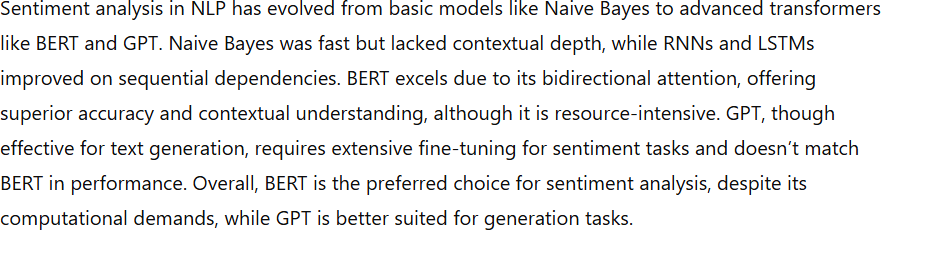 Sentiment analysis in NLP has evolved from basic models like Naive Bayes to advanced transformers
like BERT and GPT. Naive Bayes was fast but lacked contextual depth, while RNNs and LSTMs
improved on sequential dependencies. BERT excels due to its bidirectional attention, offering
superior accuracy and contextual understanding, although it is resource-intensive. GPT, though
effective for text generation, requires extensive fine-tuning for sentiment tasks and doesn’t match
BERT in performance. Overall, BERT is the preferred choice for sentiment analysis, despite its
computational demands, while GPT is better suited for generation tasks.